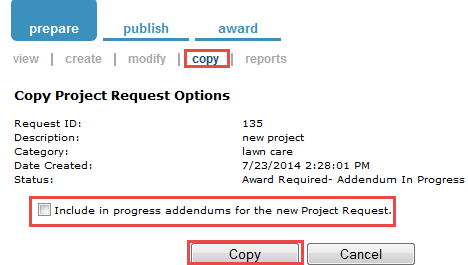 prepare publish award
view | create | modify | copy | reports
Copy Project Request Options
Request ID: 135
Description: new project
Category: lawn care
Date Created: 7/23/2014 2:28:01 PM
Status: Award Required- Addendum In Progress
Include in progress addendums for the new Project Request.
Copy Cancel